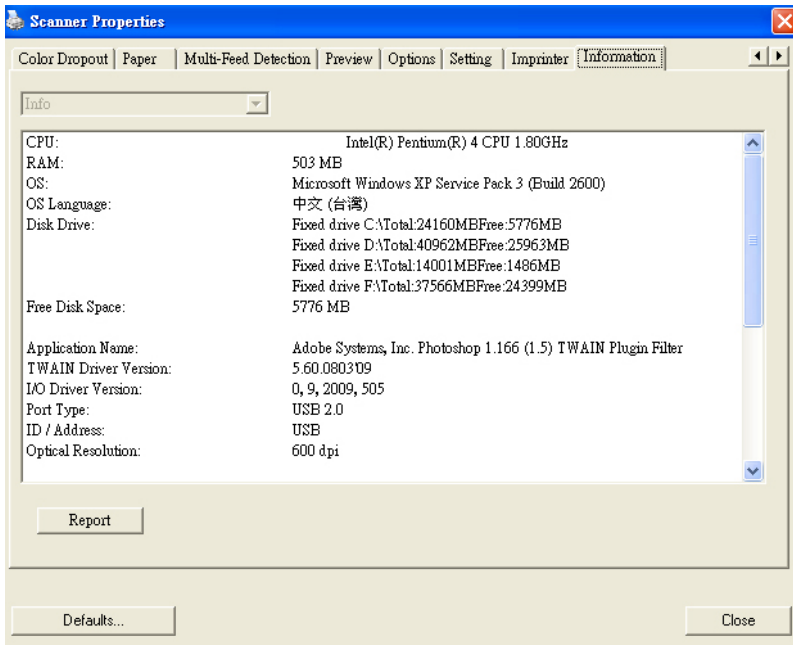 Scanner Properties
Color Dropout Paper Multi-Feed Detection Preview Options Setting Imprinter Information
Info
CPU: Intel(R) Pentium(R) 4 CPU 1.80GHz
RAM: 503 MB
OS: Microsoft Windows XP Service Pack 3 (Build 2600)
OS Language: 中文 (台灣)
Disk Drive: Fixed drive C:\Total:24160MBFree:5776MB
Fixed drive D:\Total:40962MBFree:25963MB
Fixed drive E:\Total:14001MBFree:1486MB
Fixed drive F:\Total:37566MBFree:24399MB
Free Disk Space: 5776 MB
Application Name: Adobe Systems, Inc. Photoshop 1.166 (1.5) TWAIN Plugin Filter
TWAIN Driver Version: 5.60.0803'09
I/O Driver Version: 0, 9, 2009, 505
Port Type: USB 2.0
ID / Address: USB
Optical Resolution: 600 dpi
Report
Defaults... Close